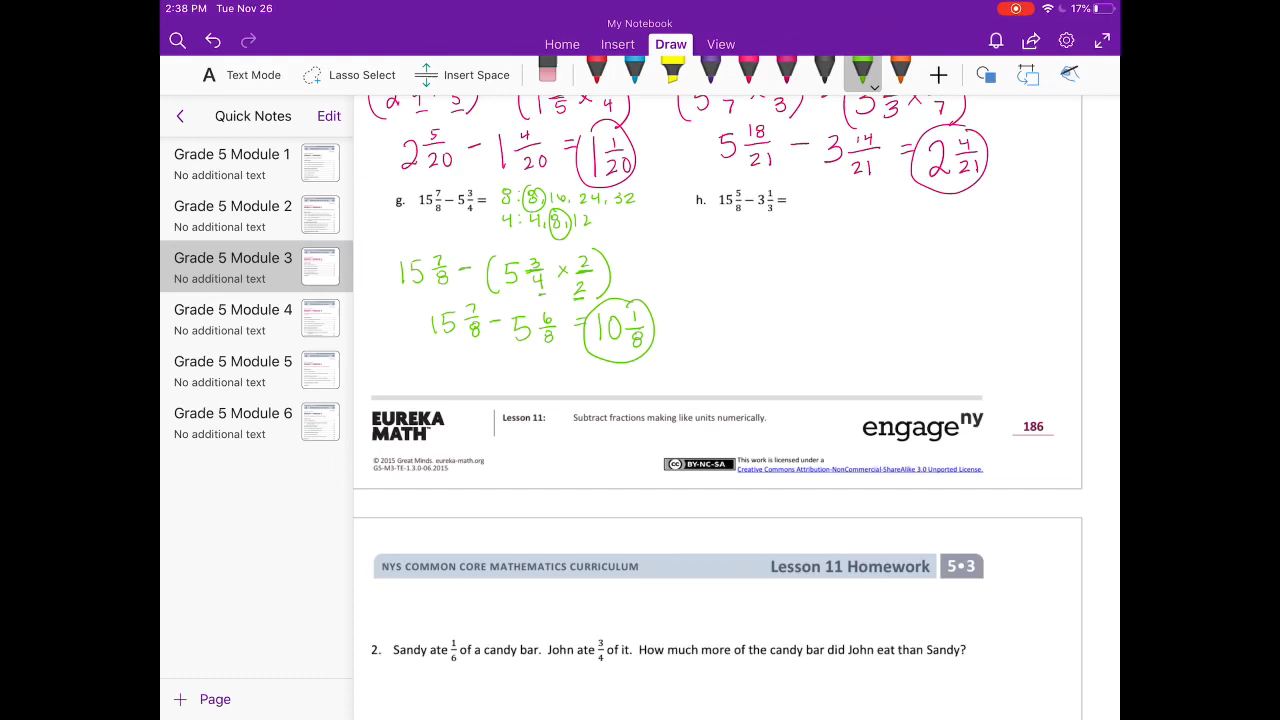 2:38 PM Tue Nov 26 17%
My Notebook
Home Insert Draw View
A Text Mode Lasso Select Insert Space
Quick Notes Edit
Grade 5 Module 1
No additional text
Grade 5 Module 2
No additional text
Grade 5 Module 3
No additional text
Grade 5 Module 4
No additional text
Grade 5 Module 5
No additional text
Grade 5 Module 6
No additional text
+ Page
2 5/20 - 1 4/20 = 1 1/20
5 18/21 - 3 14/21 = 2 4/21
g. 15 7/8 - 5 3/4 =
8: 8, 16, 24, 32
4: 4, 8, 12
15 7/8 - (5 3/4 × 2/2)
15 7/8 - 5 6/8 = 10 1/8
h. 15 5/8 - 3 1/3 =
EUREKA MATH™
Lesson 11: Subtract fractions making like units numerically.
engage ny
186
© 2015 Great Minds. eureka-math.org
G5-M3-TE-1.3.0-06.2015
CC BY-NC-SA This work is licensed under a
Creative Commons Attribution-NonCommercial-ShareAlike 3.0 Unported License.
NYS COMMON CORE MATHEMATICS CURRICULUM Lesson 11 Homework 5•3
2. Sandy ate 1/6 of a candy bar. John ate 3/4 of it. How much more of the candy bar did John eat than Sandy?